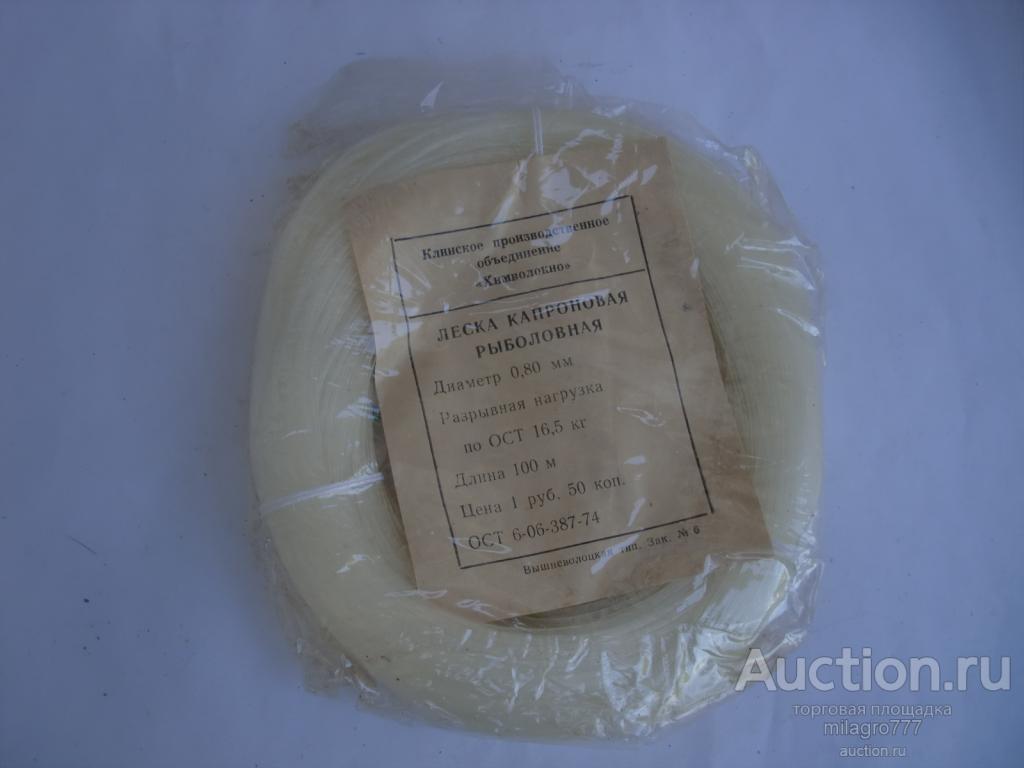 Клинское производственное
объединение
«Химволокно»
ЛЕСКА КАПРОНОВАЯ
РЫБОЛОВНАЯ
Диаметр 0,80 мм
Разрывная нагрузка
по ОСТ 16,5 кг
Длина 100 м
Цена 1 руб. 50 коп.
ОСТ 6-06-387-74
Вышневолоцкая тип. Зак. № 6
Auction.ru
торговая площадка
milagro777
auction.ru